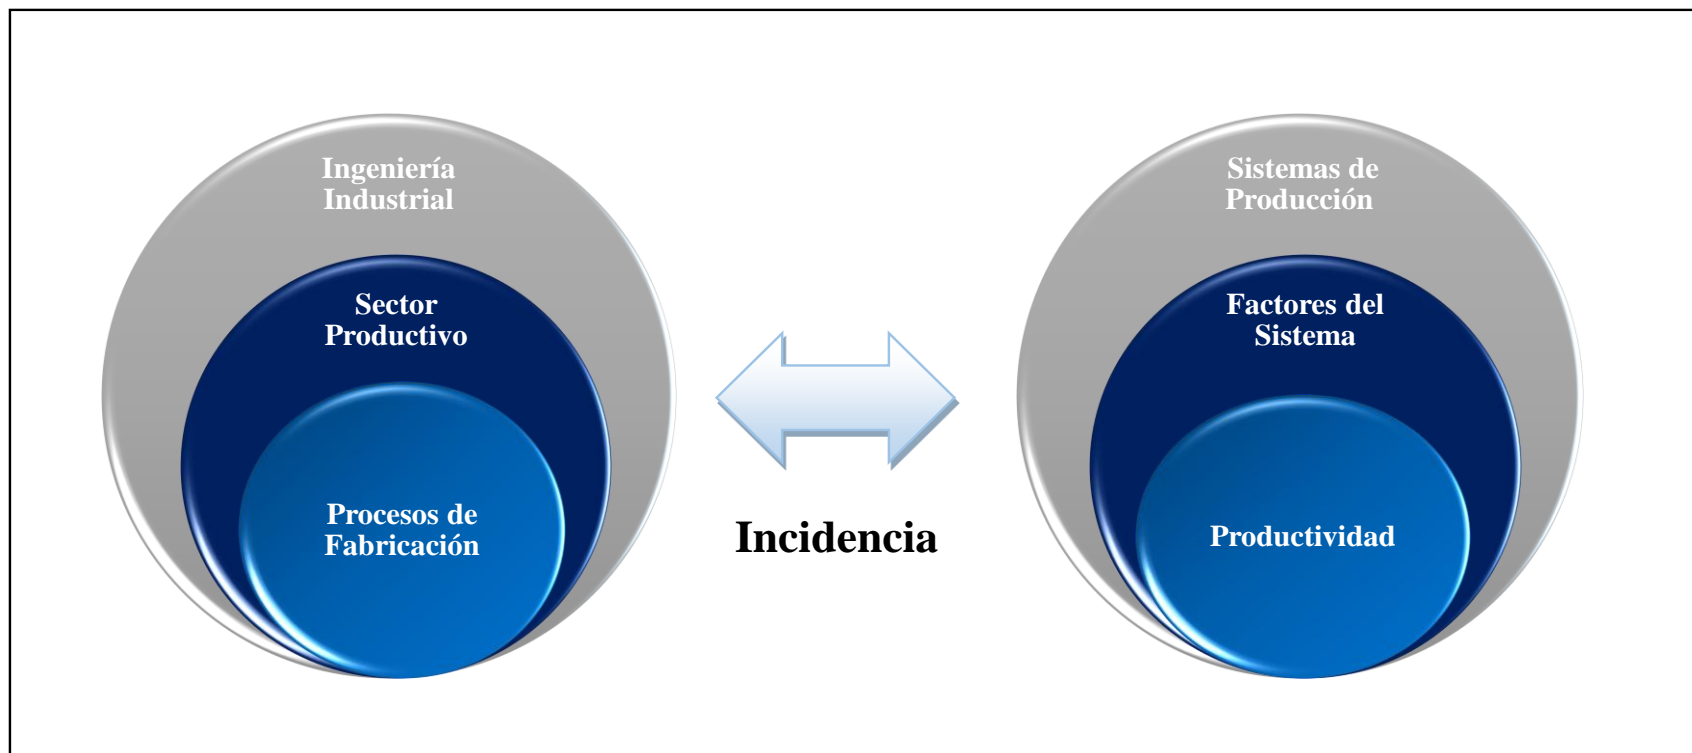 Ingeniería
Industrial
Sector
Productivo
Procesos de
Fabricación
Incidencia
Sistemas de
Producción
Factores del
Sistema
Productividad